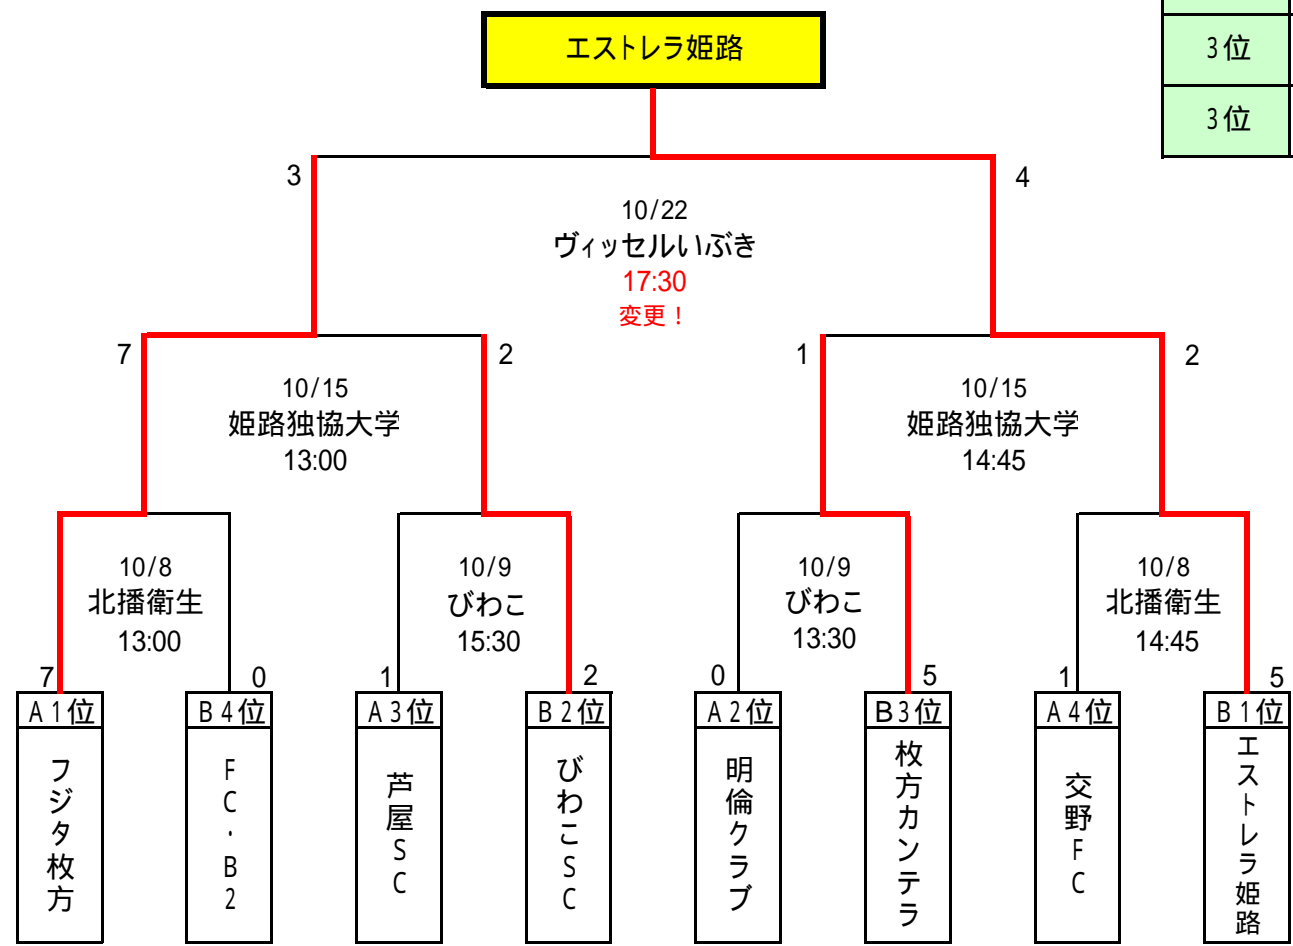 エストレラ姫路
3位
3位
3
4
10/22
ヴィッセルいぶき
17:30
変更！
7
2
1
2
10/15
姫路独協大学
13:00
10/15
姫路独協大学
14:45
10/8
北播衛生
13:00
10/9
びわこ
15:30
10/9
びわこ
13:30
10/8
北播衛生
14:45
7
0
1
2
0
5
1
5
A1位
B4位
A3位
B2位
A2位
B3位
A4位
B1位
フジタ枚方
FC・B2
芦屋SC
びわこSC
明倫クラブ
枚方カンテラ
交野FC
エストレラ姫路